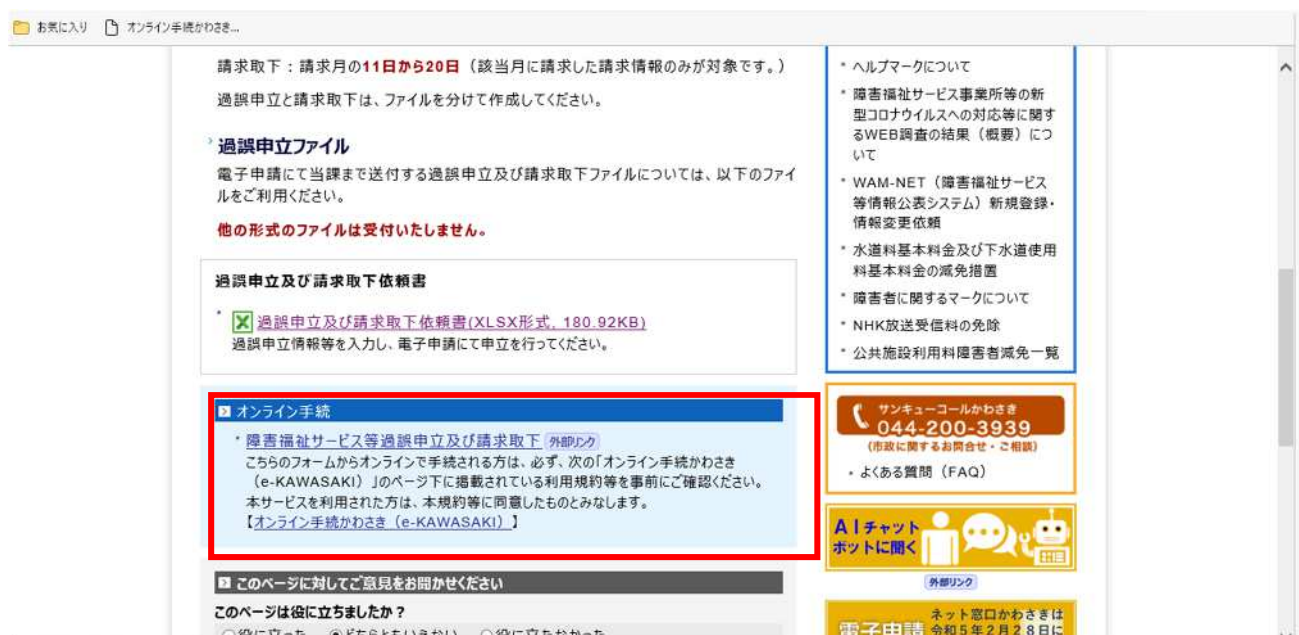 お気に入り オンライン手続かわさき...
請求取下：請求月の11日から20日（該当月に請求した請求情報のみが対象です。）
過誤申立と請求取下は、ファイルを分けて作成してください。
過誤申立ファイル
電子申請にて当課まで送付する過誤申立及び請求取下ファイルについては、以下のファイ
ルをご利用ください。
他の形式のファイルは受付いたしません。
過誤申立及び請求取下依頼書
過誤申立及び請求取下依頼書(XLSX形式, 180.92KB)
過誤申立情報等を入力し、電子申請にて申立を行ってください。
オンライン手続
障害福祉サービス等過誤申立及び請求取下 外部リンク
こちらのフォームからオンラインで手続される方は、必ず、次の「オンライン手続かわさき
（e-KAWASAKI）」のページ下に掲載されている利用規約等を事前にご確認ください。
本サービスを利用された方は、本規約等に同意したものとみなします。
【オンライン手続かわさき（e-KAWASAKI）】
このページに対してご意見をお聞かせください
このページは役に立ちましたか？
役に立った どちらともいえない 役に立たなかった
ヘルプマークについて
障害福祉サービス事業所等の新
型コロナウイルスへの対応等に関す
るWEB調査の結果（概要）につ
いて
WAM-NET（障害福祉サービス
等情報公表システム）新規登録・
情報変更依頼
水道料基本料金及び下水道使用
料基本料金の減免措置
障害者に関するマークについて
NHK放送受信料の免除
公共施設利用料障害者減免一覧
サンキューコールかわさき
044-200-3939
(市政に関するお問合せ・ご相談)
よくある質問（FAQ）
AIチャット
ボットに聞く
外部リンク
電子申請
ネット窓口かわさきは
令和5年2月28日に